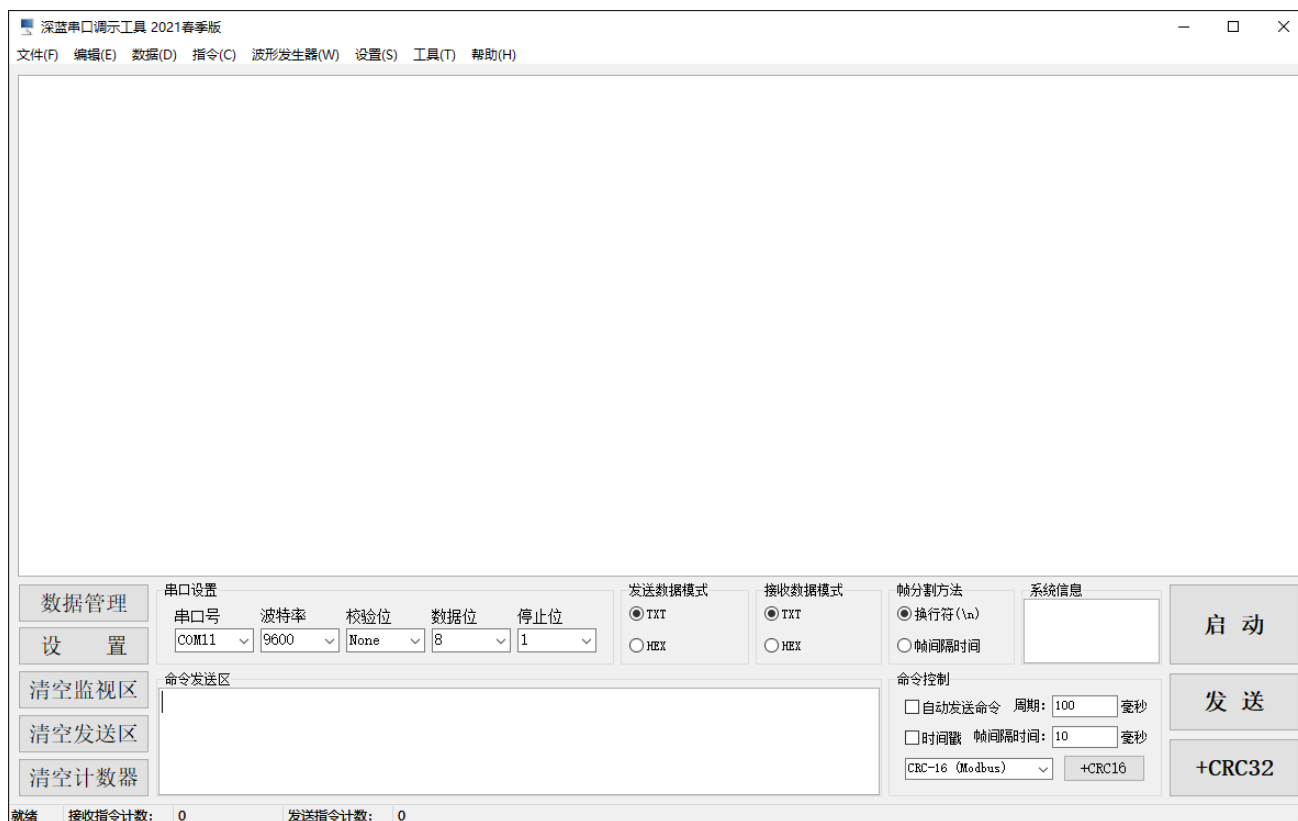 深蓝串口调示工具 2021春季版
文件(F) 编辑(E) 数据(D) 指令(C) 波形发生器(W) 设置(S) 工具(T) 帮助(H)
数据管理
设 置
清空监视区
清空发送区
清空计数器
串口设置
串口号 波特率 校验位 数据位 停止位
COM11 9600 None 8 1
发送数据模式
TXT
HEX
接收数据模式
TXT
HEX
帧分割方法
换行符(\n)
帧间隔时间
系统信息
命令发送区
命令控制
自动发送命令 周期: 100 毫秒
时间戳 帧间隔时间: 10 毫秒
CRC-16 (Modbus) +CRC16
启 动
发 送
+CRC32
就绪 接收指令计数: 0 发送指令计数: 0